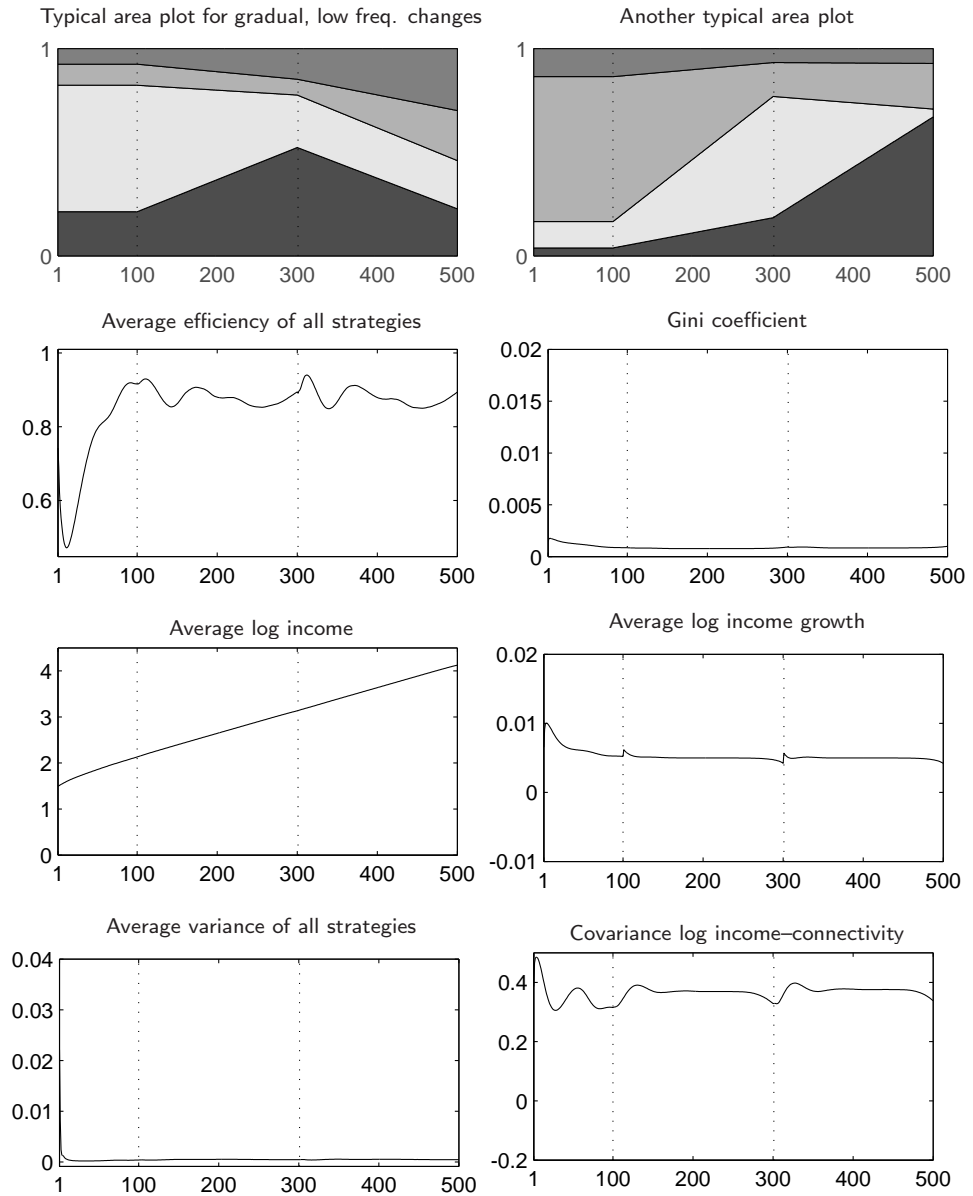 Typical area plot for gradual, low freq. changes
1
0
1 100 200 300 400 500
Another typical area plot
1
0
1 100 200 300 400 500
Average efficiency of all strategies
1
0.8
0.6
1 100 200 300 400 500
Gini coefficient
0.02
0.015
0.01
0.005
0
1 100 200 300 400 500
Average log income
4
3
2
1
0
1 100 200 300 400 500
Average log income growth
0.02
0.01
0
-0.01
1 100 200 300 400 500
Average variance of all strategies
0.04
0.03
0.02
0.01
0
1 100 200 300 400 500
Covariance log income–connectivity
0.4
0.2
0
-0.2
1 100 200 300 400 500